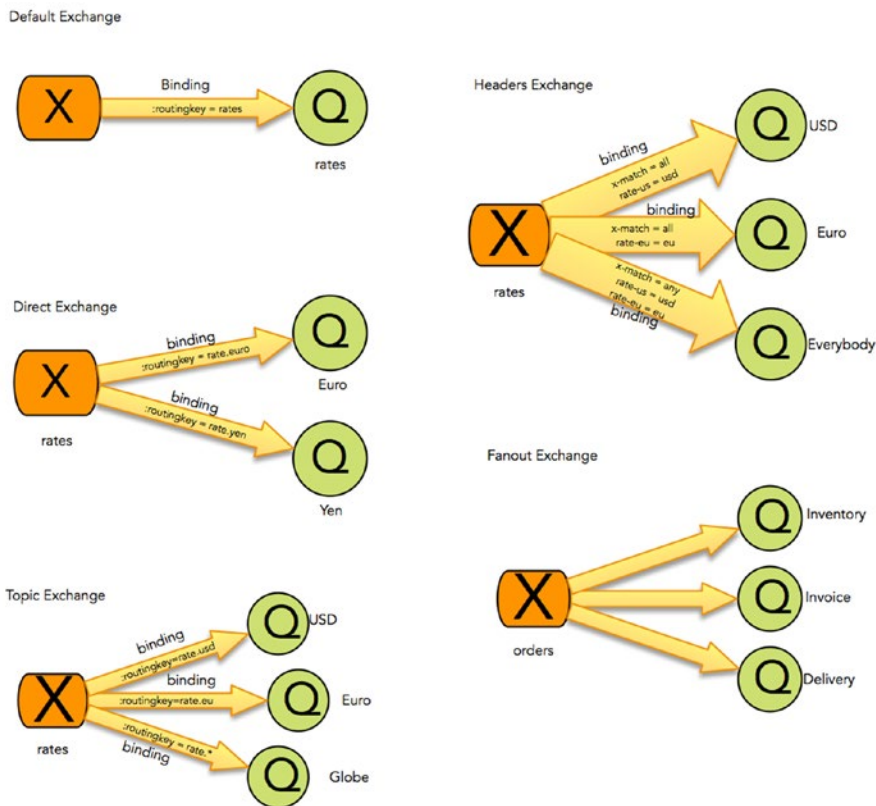 Default Exchange
X
Binding
:routingkey = rates
Q
rates
Direct Exchange
X
rates
binding
:routingkey = rate.euro
Q
Euro
binding
:routingkey = rate.yen
Q
Yen
Topic Exchange
X
rates
binding
:routingkey=rate.usd
Q
USD
binding
:routingkey=rate.eu
Q
Euro
:routingkey = rate.*
binding
Q
Globe
Headers Exchange
X
rates
binding
x-match = all
rate-us = usd
Q
USD
binding
x-match = all
rate-eu = eu
Q
Euro
x-match = any
rate-us = usd
rate-eu = eu
binding
Q
Everybody
Fanout Exchange
X
orders
Q
Inventory
Q
Invoice
Q
Delivery